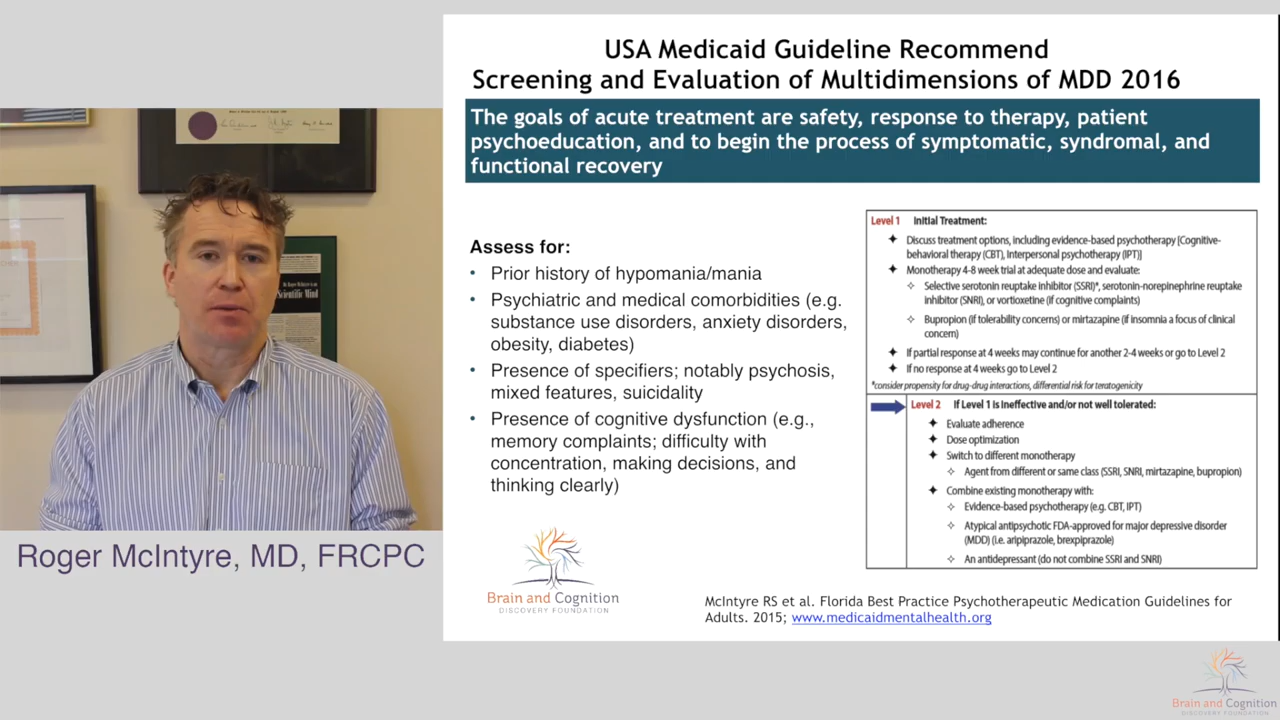 USA Medicaid Guideline Recommend
Screening and Evaluation of Multidimensions of MDD 2016
The goals of acute treatment are safety, response to therapy, patient
psychoeducation, and to begin the process of symptomatic, syndromal, and
functional recovery
Assess for:
• Prior history of hypomania/mania
• Psychiatric and medical comorbidities (e.g.
substance use disorders, anxiety disorders,
obesity, diabetes)
• Presence of specifiers; notably psychosis,
mixed features, suicidality
• Presence of cognitive dysfunction (e.g.,
memory complaints; difficulty with
concentration, making decisions, and
thinking clearly)
Level 1 Initial Treatment:
✦ Discuss treatment options, including evidence-based psychotherapy [Cognitive-
behavioral therapy (CBT), Interpersonal psychotherapy (IPT)]
✦ Monotherapy 4-8 week trial at adequate dose and evaluate:
✧ Selective serotonin reuptake inhibitor (SSRI)*, serotonin-norepinephrine reuptake
inhibitor (SNRI), or vortioxetine (if cognitive complaints)
✧ Bupropion (if tolerability concerns) or mirtazapine (if insomnia a focus of clinical
concern)
✦ If partial response at 4 weeks may continue for another 2-4 weeks or go to Level 2
✦ If no response at 4 weeks go to Level 2
*consider propensity for drug-drug interactions, differential risk for teratogenicity
Level 2 If Level 1 is Ineffective and/or not well tolerated:
✦ Evaluate adherence
✦ Dose optimization
✦ Switch to different monotherapy
✧ Agent from different or same class (SSRI, SNRI, mirtazapine, bupropion)
✦ Combine existing monotherapy with:
✧ Evidence-based psychotherapy (e.g. CBT, IPT)
✧ Atypical antipsychotic FDA-approved for major depressive disorder
(MDD) (i.e. aripiprazole, brexpiprazole)
✧ An antidepressant (do not combine SSRI and SNRI)
Brain and Cognition
DISCOVERY FOUNDATION
McIntyre RS et al. Florida Best Practice Psychotherapeutic Medication Guidelines for
Adults. 2015; www.medicaidmentalhealth.org
Scientific Mind
Roger McIntyre, MD, FRCPC
Brain and Cognition
DISCOVERY FOUNDATION